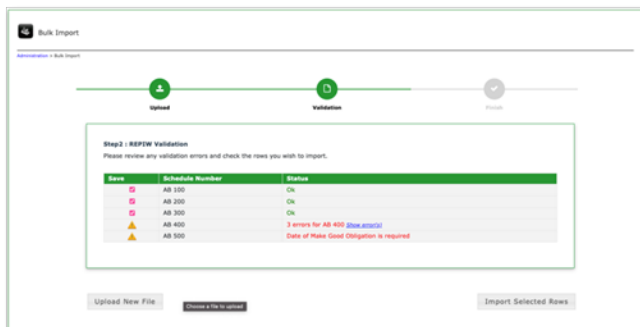 Bulk Import
Administration > Bulk Import
Upload
Validation
Finish
Step2 : REPIW Validation
Please review any validation errors and check the rows you wish to import.
Save Schedule Number Status
AB 100 Ok
AB 200 Ok
AB 300 Ok
AB 400 3 errors for AB 400 Show error(s)
AB 500 Date of Make Good Obligation is required
Upload New File
Choose a file to upload
Import Selected Rows